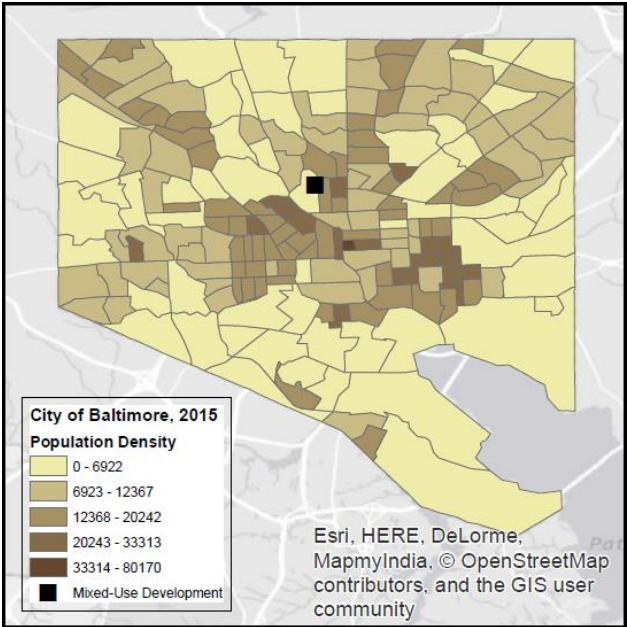 City of Baltimore, 2015
Population Density
0 - 6922
6923 - 12367
12368 - 20242
20243 - 33313
33314 - 80170
Mixed-Use Development
Esri, HERE, DeLorme,
MapmyIndia, © OpenStreetMap
contributors, and the GIS user
community